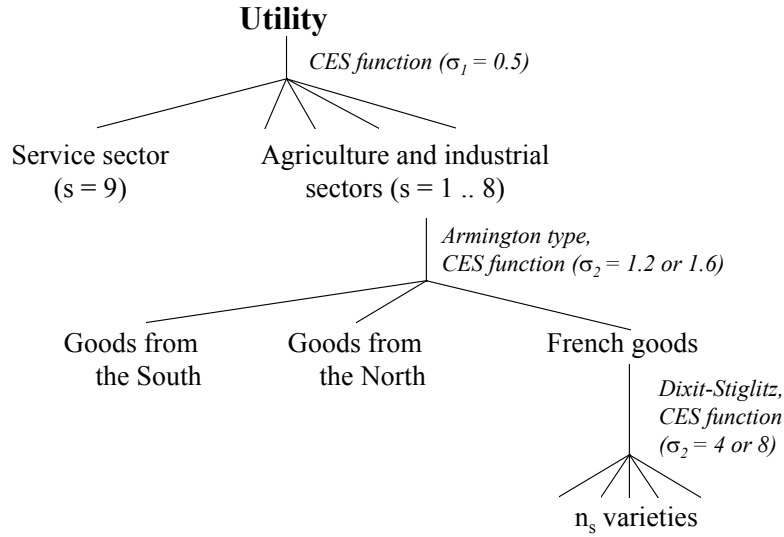 Utility
CES function (σ1 = 0.5)
Service sector
(s = 9)
Agriculture and industrial
sectors (s = 1 .. 8)
Armington type,
CES function (σ2 = 1.2 or 1.6)
Goods from
the South
Goods from
the North
French goods
Dixit-Stiglitz,
CES function
(σ2 = 4 or 8)
ns varieties